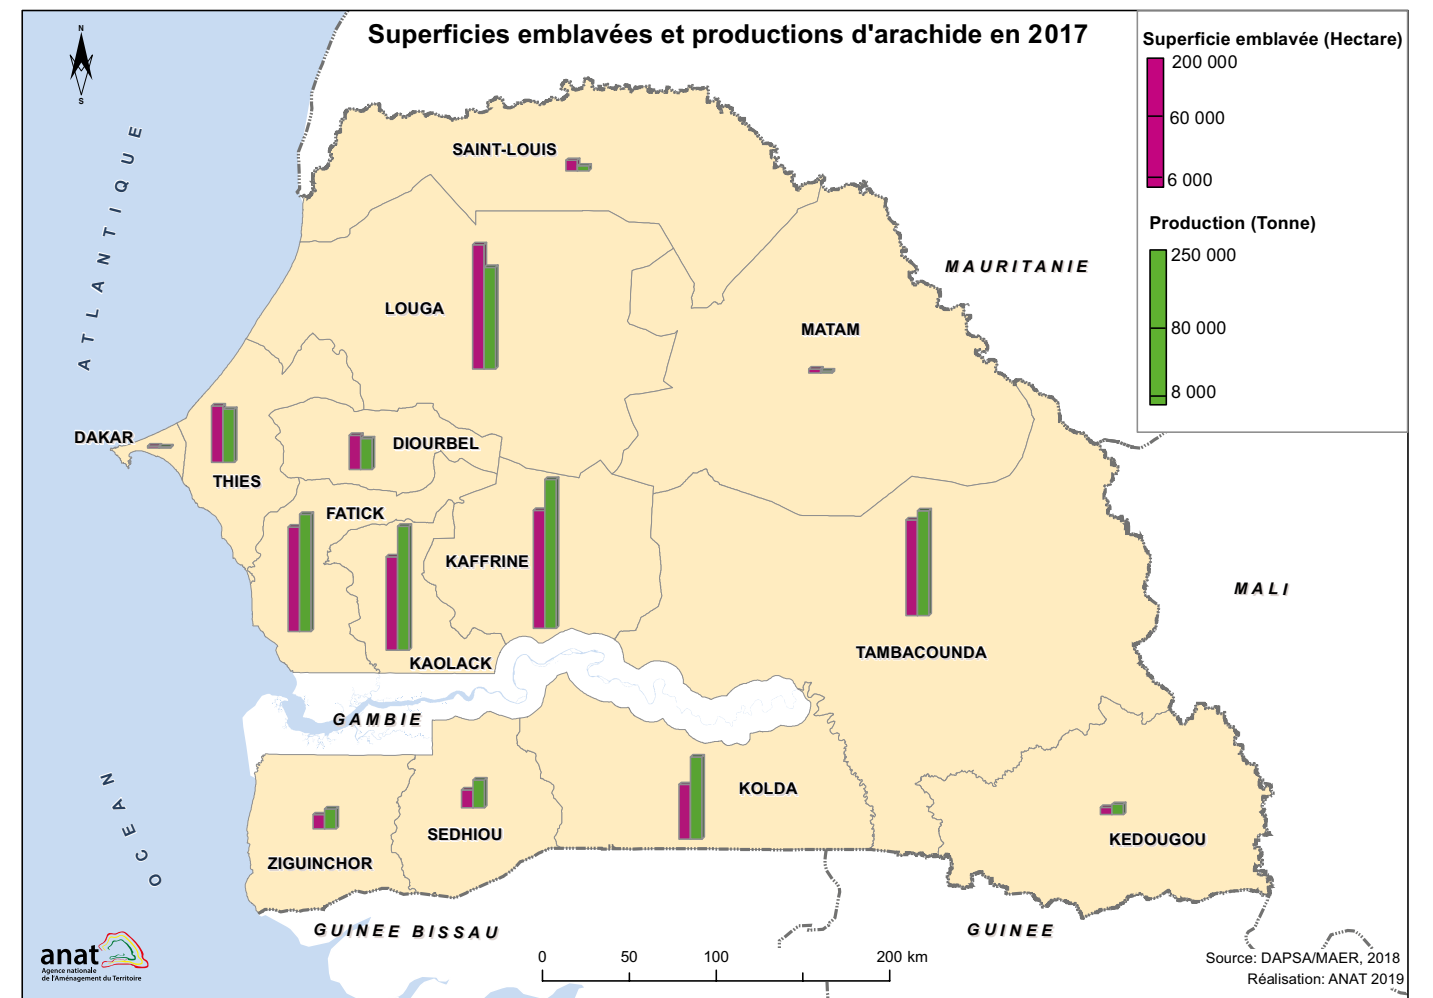 Superficies emblavées et productions d'arachide en 2017
N
S
Superficie emblavée (Hectare)
200 000
60 000
6 000
Production (Tonne)
250 000
80 000
8 000
ATLANTIQUE
OCEAN
SAINT-LOUIS
MAURITANIE
LOUGA
MATAM
DAKAR
DIOURBEL
THIES
FATICK
KAFFRINE
MALI
KAOLACK
TAMBACOUNDA
GAMBIE
KOLDA
SEDHIOU
KEDOUGOU
ZIGUINCHOR
GUINEE BISSAU
GUINEE
anat
Agence nationale
de l'Aménagement du Territoire
0 50 100 200 km
Source: DAPSA/MAER, 2018
Réalisation: ANAT 2019